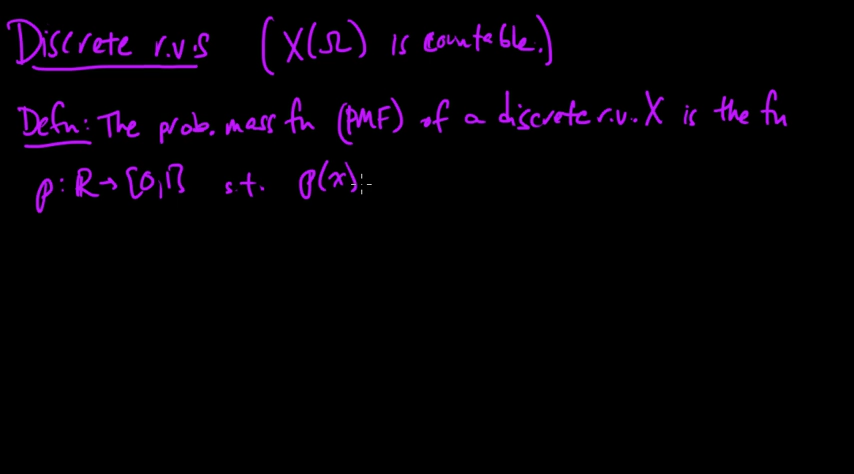 Discrete r.v.s (X(Ω) is countable.)
Defn: The prob. mass fn (PMF) of a discrete r.v. X is the fn
p: R → [0,1] s.t. p(x)